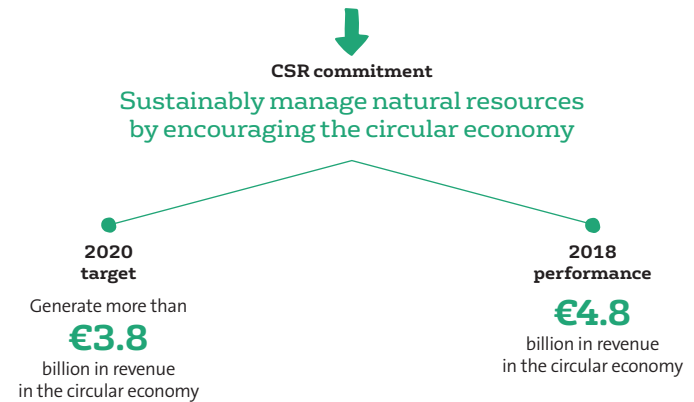 CSR commitment
Sustainably manage natural resources
by encouraging the circular economy
2020
target
Generate more than
€3.8
billion in revenue
in the circular economy
2018
performance
€4.8
billion in revenue
in the circular economy